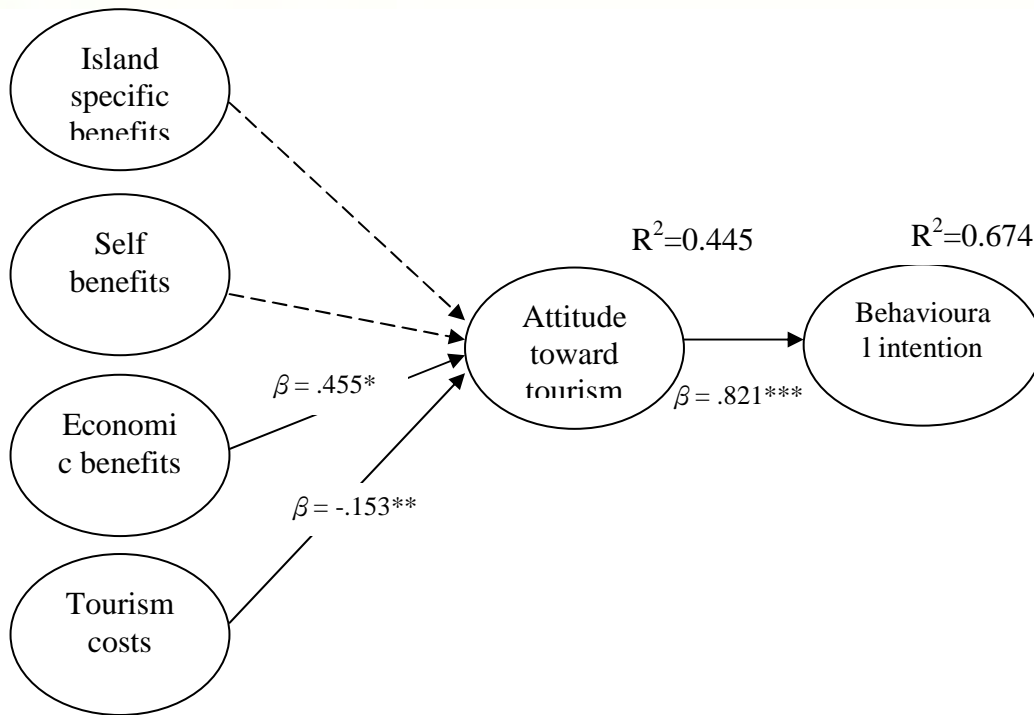 Island
specific
benefits
Self
benefits
Economi
c benefits
Tourism
costs
β = .455*
β = -.153**
R²=0.445
Attitude
toward
tourism
β = .821***
R²=0.674
Behavioura
l intention